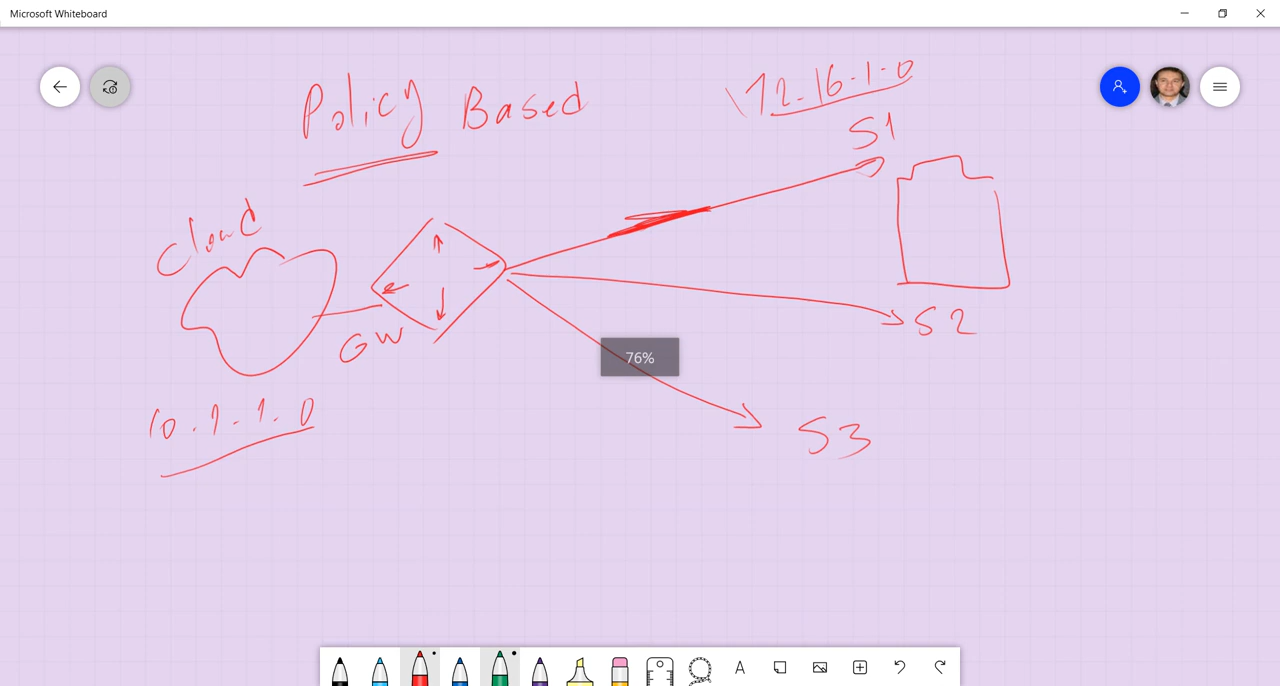 Microsoft Whiteboard
Policy Based
172.16.1.0
S1
Cloud
GW
S2
76%
10.1.1.0
S3
A